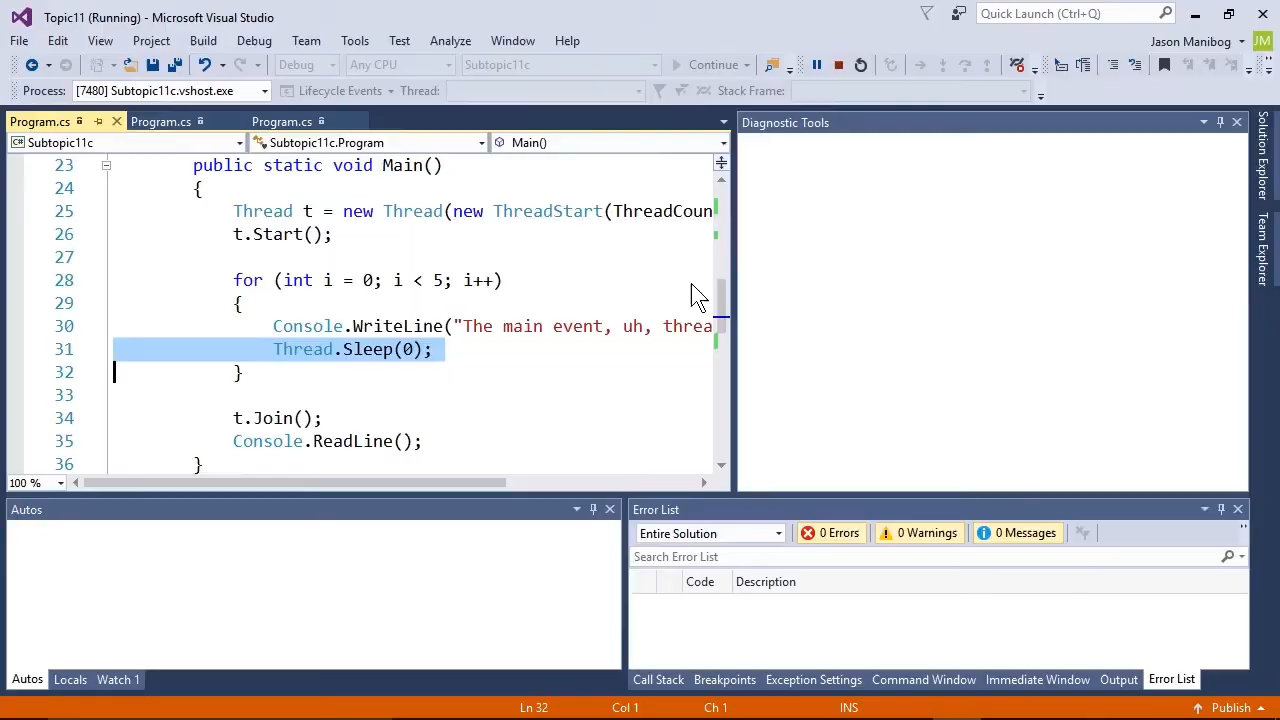 Topic11 (Running) - Microsoft Visual Studio
Quick Launch (Ctrl+Q)
File Edit View Project Build Debug Team Tools Test Analyze Window Help
Jason Manibog JM
Debug Any CPU Subtopic11c Continue
Process: [7480] Subtopic11c.vshost.exe Lifecycle Events Thread: Stack Frame:
Program.cs Program.cs Program.cs
Diagnostic Tools
C# Subtopic11c Subtopic11c.Program Main()
23 public static void Main()
24 {
25 Thread t = new Thread(new ThreadStart(ThreadCoun
26 t.Start();
27
28 for (int i = 0; i < 5; i++)
29 {
30 Console.WriteLine("The main event, uh, threa
31 Thread.Sleep(0);
32 }
33
34 t.Join();
35 Console.ReadLine();
36 }
100 %
Solution Explorer
Team Explorer
Autos
Error List
Entire Solution 0 Errors 0 Warnings 0 Messages
Search Error List
Code Description
Autos Locals Watch 1
Call Stack Breakpoints Exception Settings Command Window Immediate Window Output Error List
Ln 32 Col 1 Ch 1 INS Publish